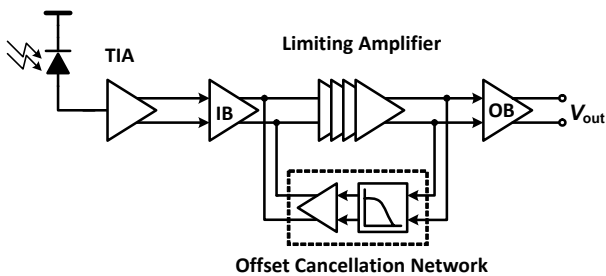 Limiting Amplifier
TIA
IB
OB
Vout
Offset Cancellation Network